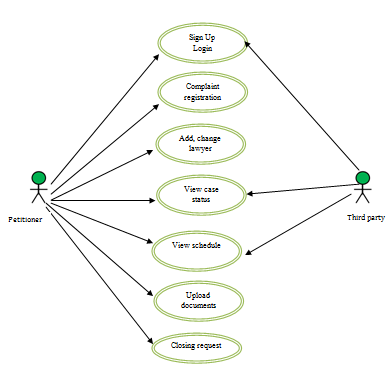 Sign Up
Login
Complaint
registration
Add, change
lawyer
View case
status
Petitioner
Third party
View schedule
Upload
documents
Closing request